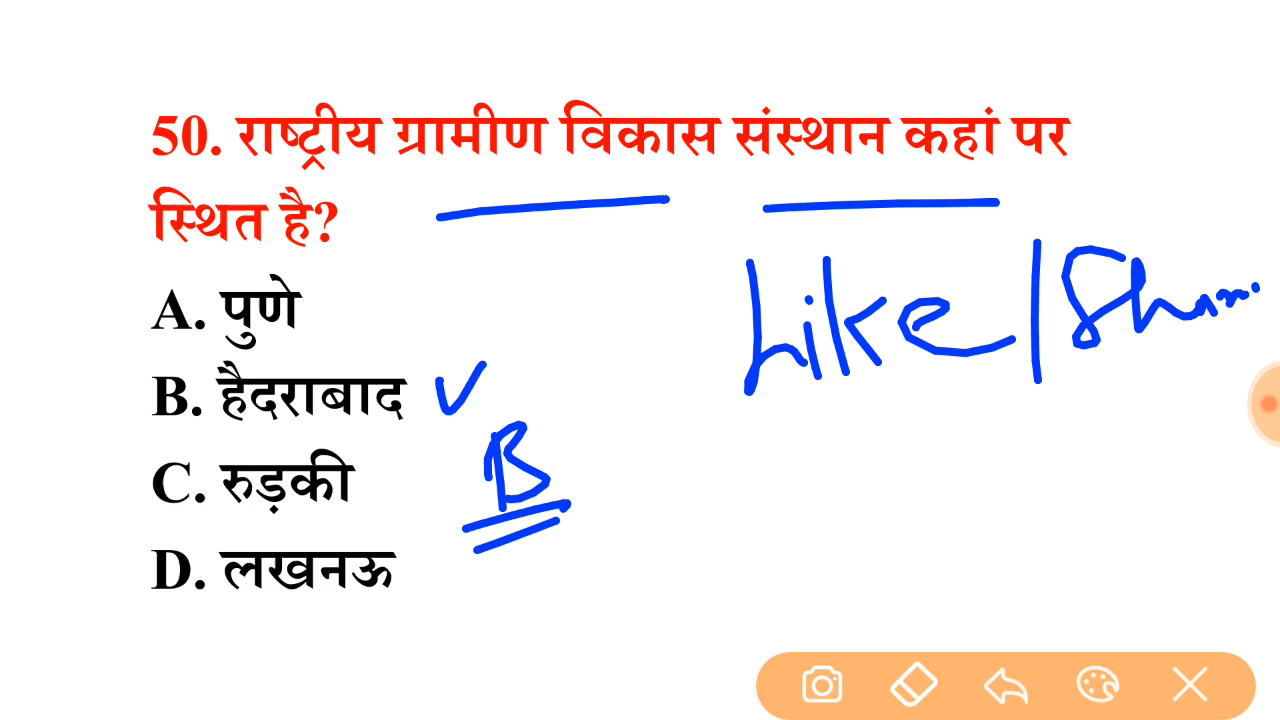 50. राष्ट्रीय ग्रामीण विकास संस्थान कहां पर
स्थित है?
A. पुणे
B. हैदराबाद
C. रुड़की
D. लखनऊ
B
Like/